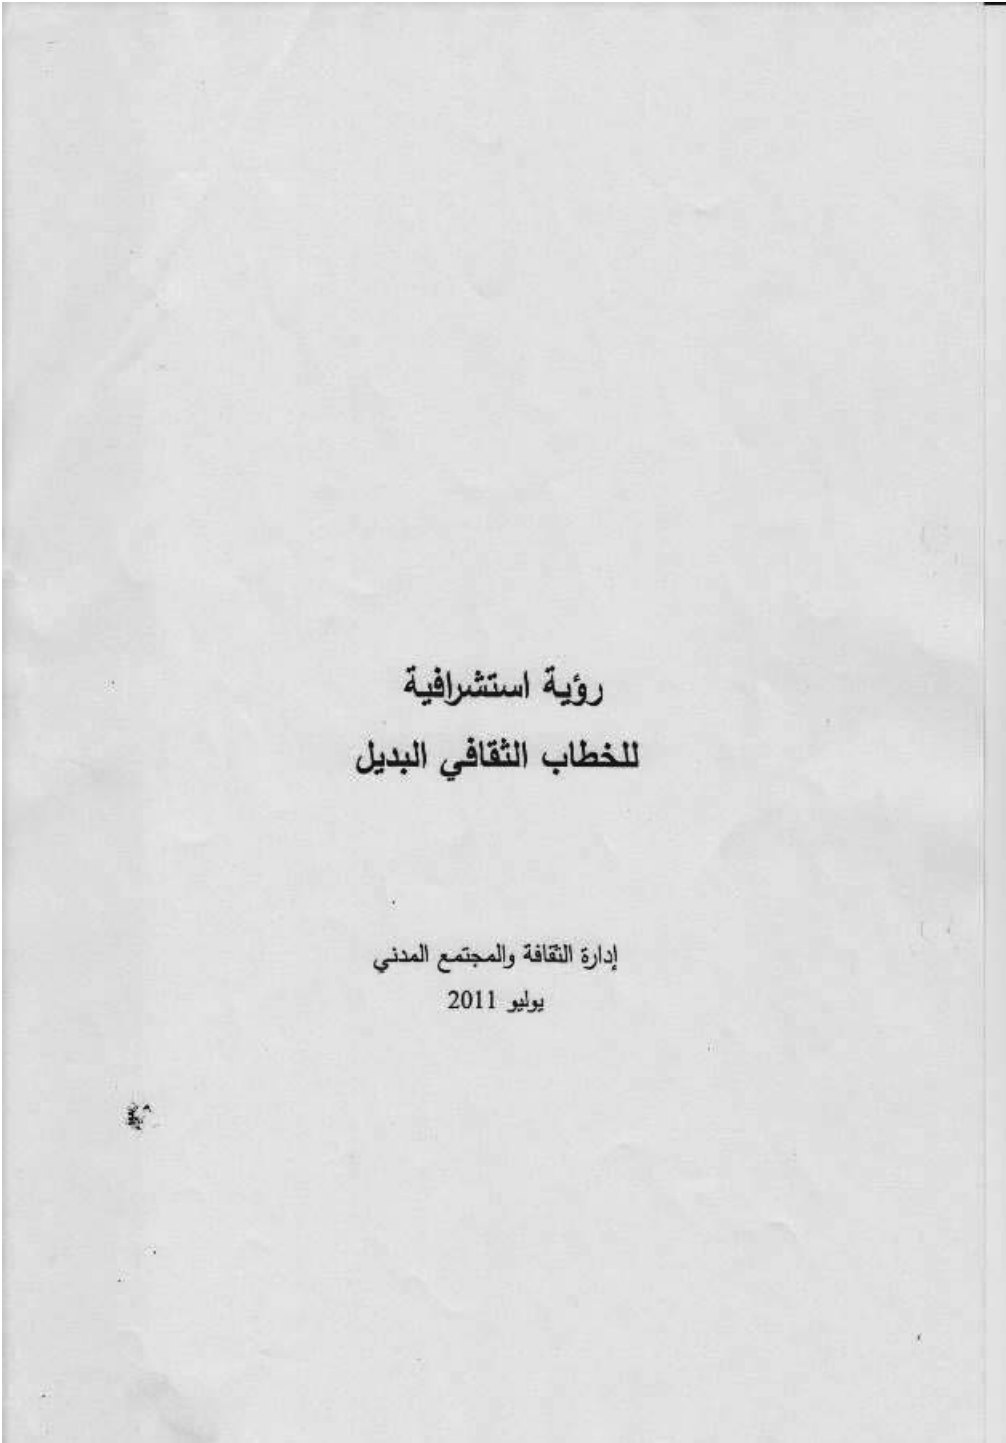 رؤية استشرافية
للخطاب الثقافي البديل
إدارة الثقافة والمجتمع المدني
يوليو 2011